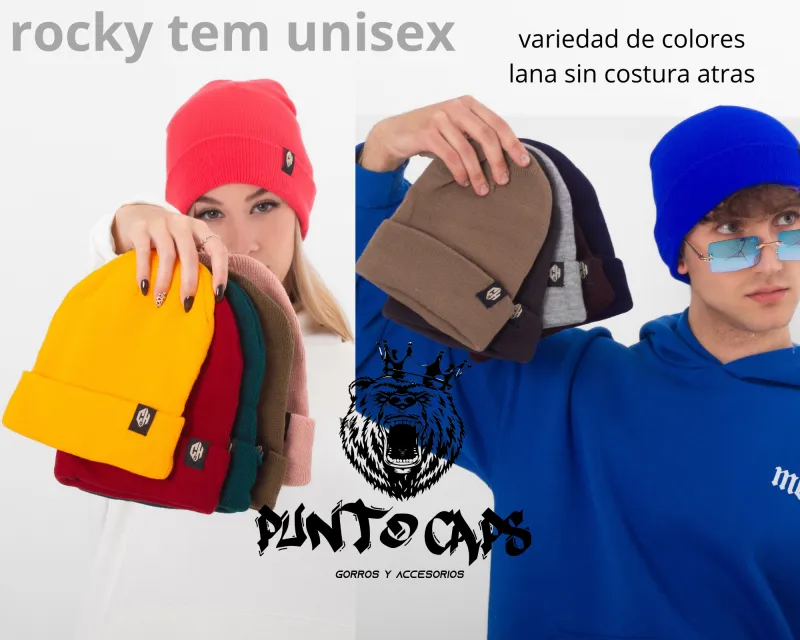 rocky tem unisex
variedad de colores
lana sin costura atras
PUNTO CAPS
GORROS Y ACCESORIOS